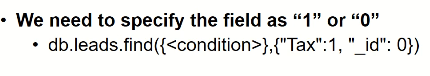 • We need to specify the field as “1” or “0”
• db.leads.find({<condition>},{"Tax":1, "_id": 0})